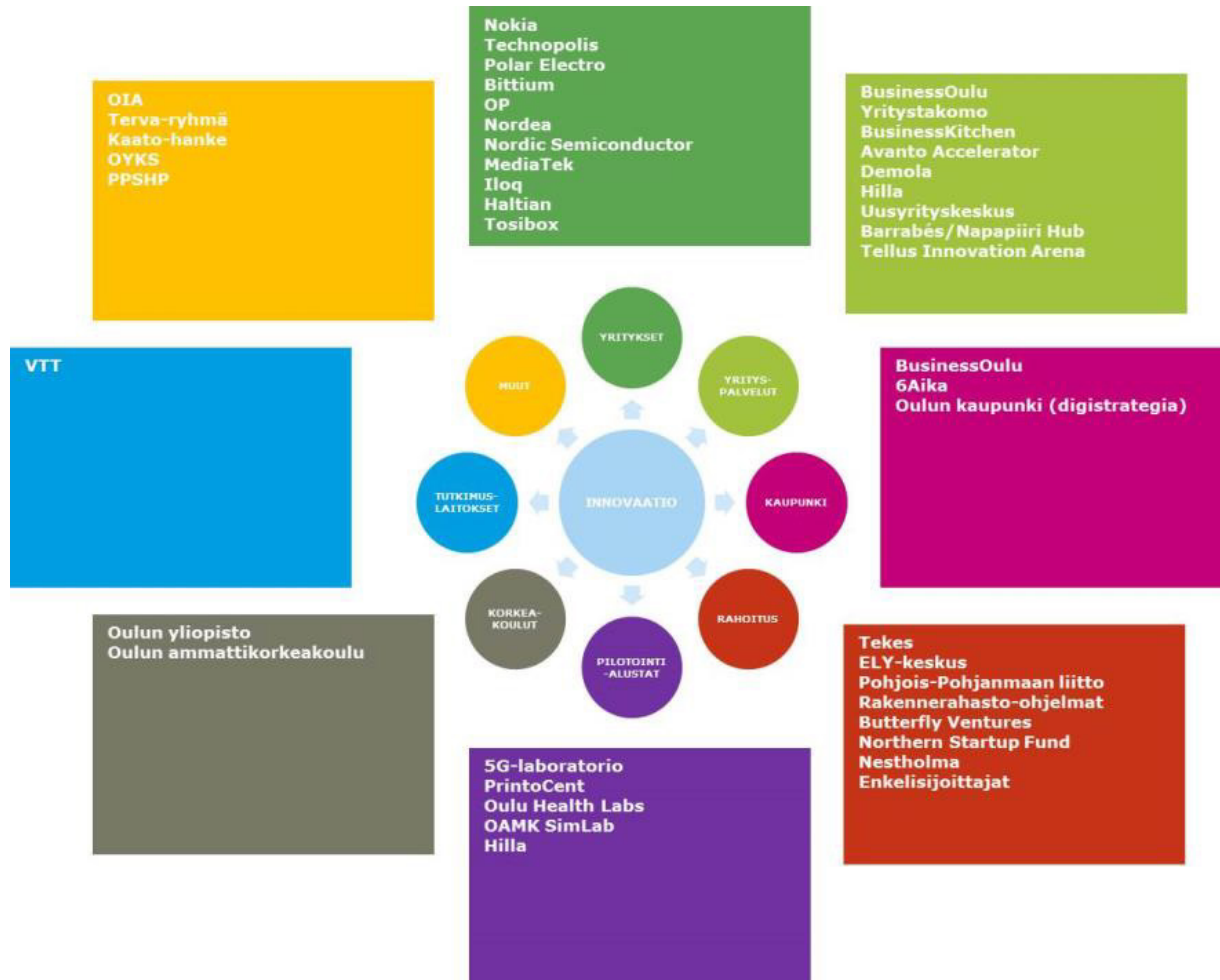 Nokia
Technopolis
Polar Electro
Bittium
OP
Nordea
Nordic Semiconductor
MediaTek
Iloq
Haltian
Tosibox
OIA
Terva-ryhmä
Kaato-hanke
OYKS
PPSHP
BusinessOulu
Yritystakomo
BusinessKitchen
Avanto Accelerator
Demola
Hilla
Uusyrityskeskus
Barrabés/Napapiiri Hub
Tellus Innovation Arena
YRITYKSET
MUUT
YRITYS-
PALVELUT
VTT
BusinessOulu
6Aika
Oulun kaupunki (digistrategia)
TUTKIMUS-
LAITOKSET
INNOVAATIO
KAUPUNKI
KORKEA-
KOULUT
RAHOITUS
PILOTOINTI
-ALUSTAT
Oulun yliopisto
Oulun ammattikorkeakoulu
Tekes
ELY-keskus
Pohjois-Pohjanmaan liitto
Rakennerahasto-ohjelmat
Butterfly Ventures
Northern Startup Fund
Nestholma
Enkelisijoittajat
5G-laboratorio
PrintoCent
Oulu Health Labs
OAMK SimLab
Hilla